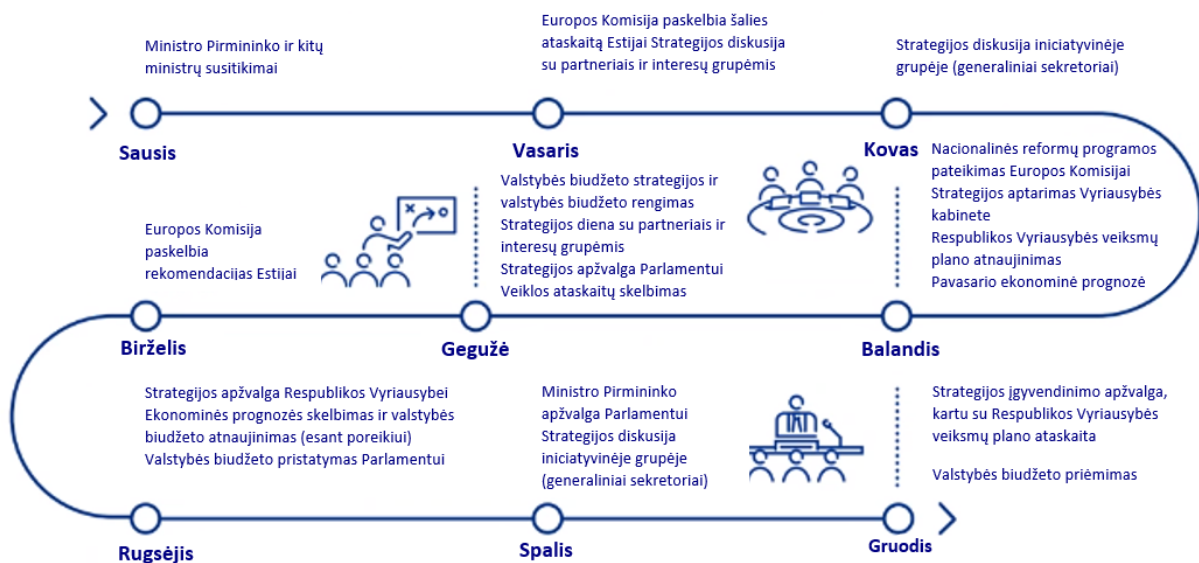 Ministro Pirmininko ir kitų
ministrų susitikimai
Sausis
Europos Komisija paskelbia šalies
ataskaitą Estijai Strategijos diskusija
su partneriais ir interesų grupėmis
Vasaris
Strategijos diskusija iniciatyvinėje
grupėje (generaliniai sekretoriai)
Kovas
Nacionalinės reformų programos
pateikimas Europos Komisijai
Strategijos aptarimas Vyriausybės
kabinete
Respublikos Vyriausybės veiksmų
plano atnaujinimas
Pavasario ekonominė prognozė
Balandis
Valstybės biudžeto strategijos ir
valstybės biudžeto rengimas
Strategijos diena su partneriais ir
interesų grupėmis
Strategijos apžvalga Parlamentui
Veiklos ataskaitų skelbimas
Gegužė
Europos Komisija
paskelbia
rekomendacijas Estijai
Birželis
Strategijos apžvalga Respublikos Vyriausybei
Ekonominės prognozės skelbimas ir valstybės
biudžeto atnaujinimas (esant poreikiui)
Valstybės biudžeto pristatymas Parlamentui
Rugsėjis
Ministro Pirmininko
apžvalga Parlamentui
Strategijos diskusija
iniciatyvinėje grupėje
(generaliniai sekretoriai)
Spalis
Strategijos įgyvendinimo apžvalga,
kartu su Respublikos Vyriausybės
veiksmų plano ataskaita
Valstybės biudžeto priėmimas
Gruodis